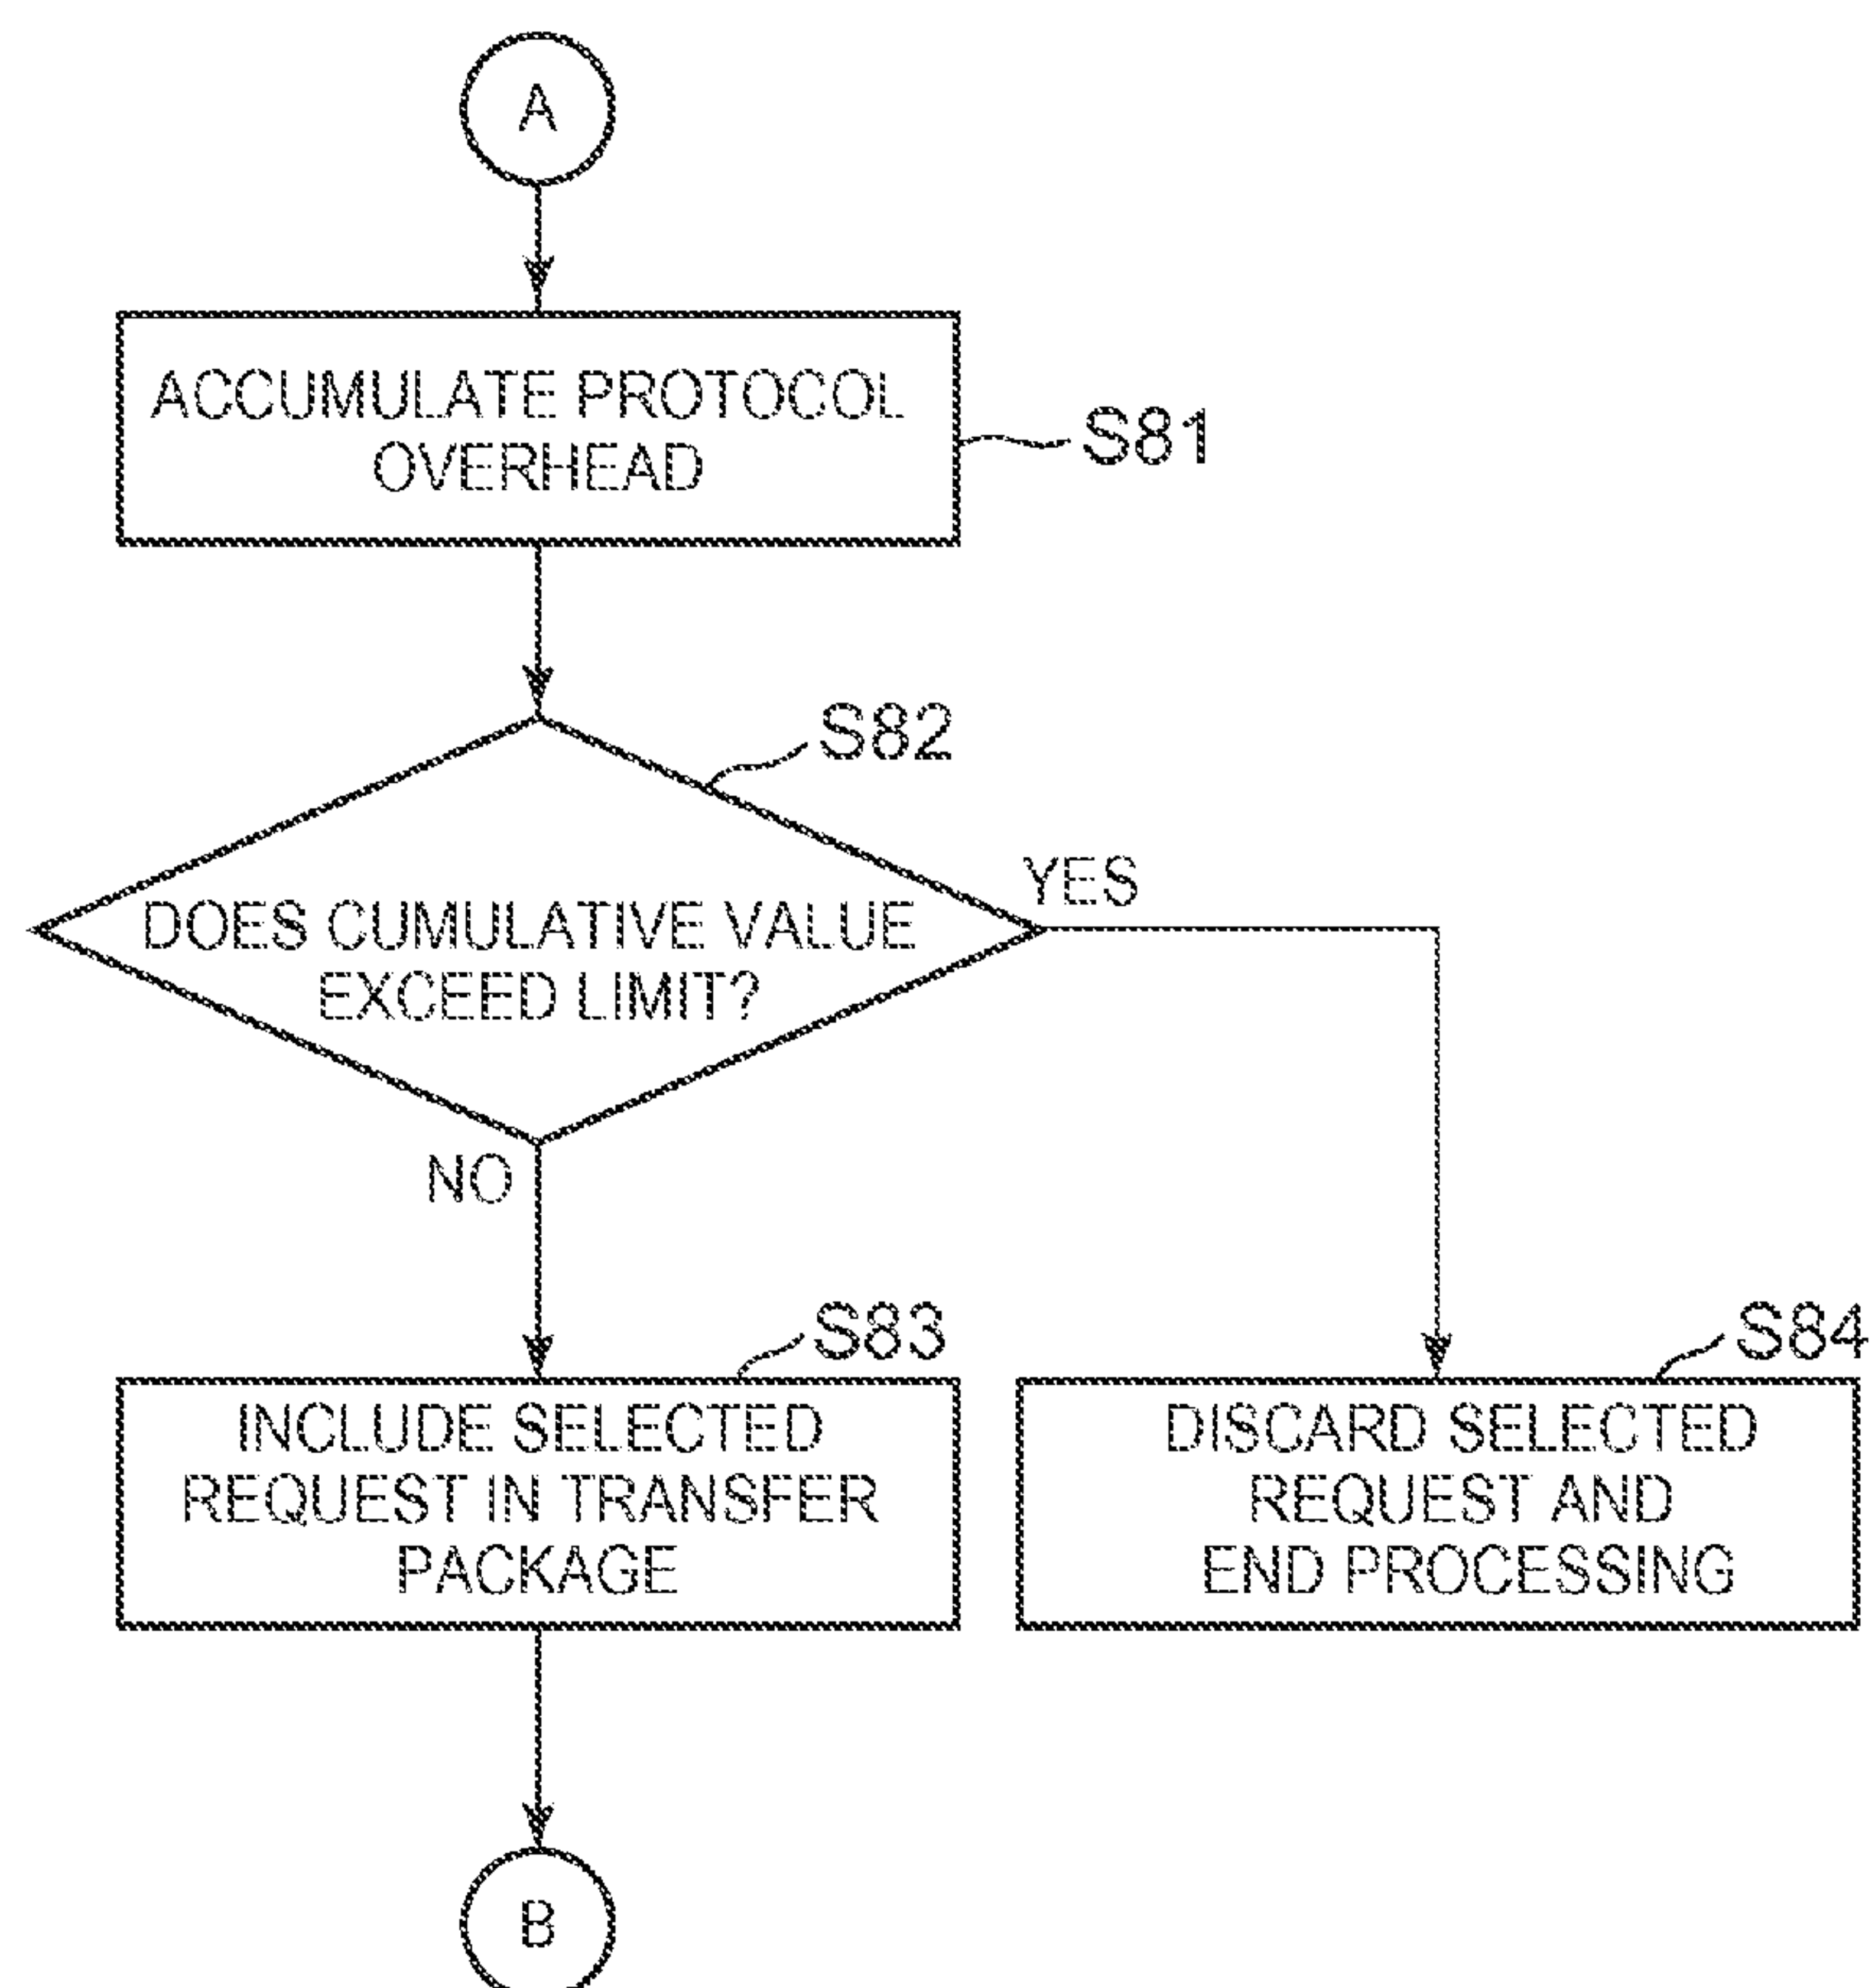 A
ACCUMULATE PROTOCOL
OVERHEAD
S81
S82
DOES CUMULATIVE VALUE
EXCEED LIMIT?
YES
NO
S83
INCLUDE SELECTED
REQUEST IN TRANSFER
PACKAGE
S84
DISCARD SELECTED
REQUEST AND
END PROCESSING
B